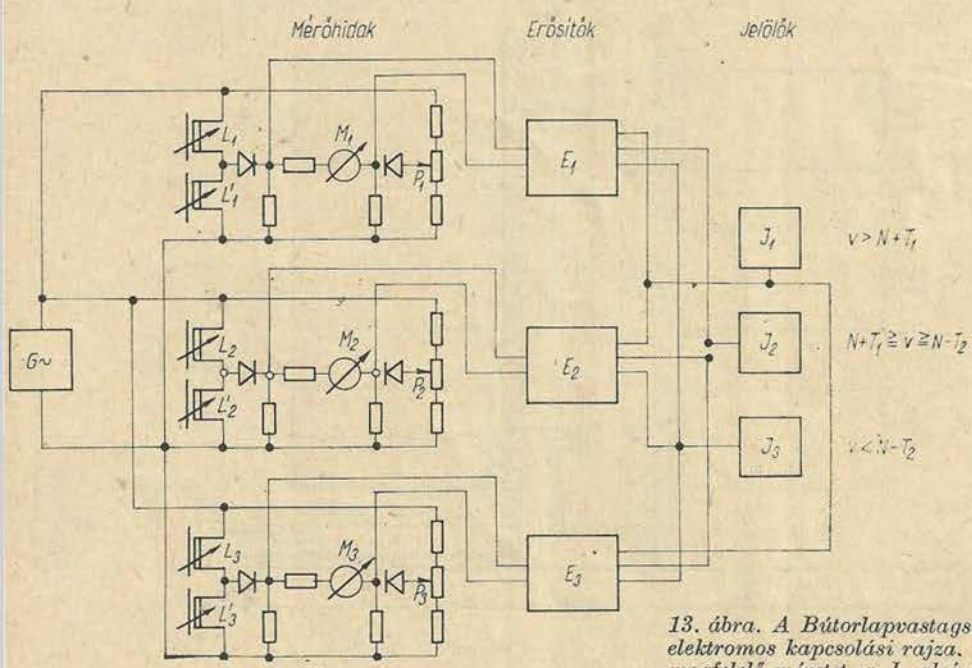 Mérőhidak
Erősítők
Jelölők
L₁
M₁
L'₁
P₁
E₁
J₁
v > N+T₁
G~
L₂
M₂
L'₂
P₂
E₂
J₂
N+T₁ ≧ v ≧ N-T₂
J₃
v < N-T₂
L₃
M₃
L'₃
P₃
E₃
13. ábra. A
elektromos kapcsolási rajza.